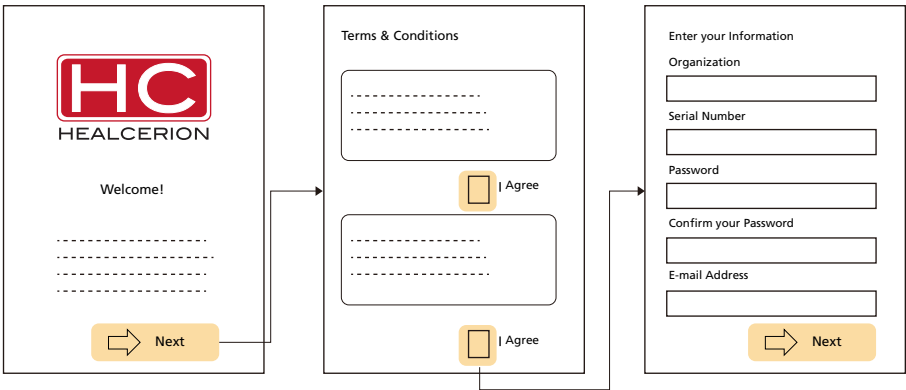 HC
HEALCERION
Welcome!
Next
Terms & Conditions
I Agree
I Agree
Enter your Information
Organization
Serial Number
Password
Confirm your Password
E-mail Address
Next